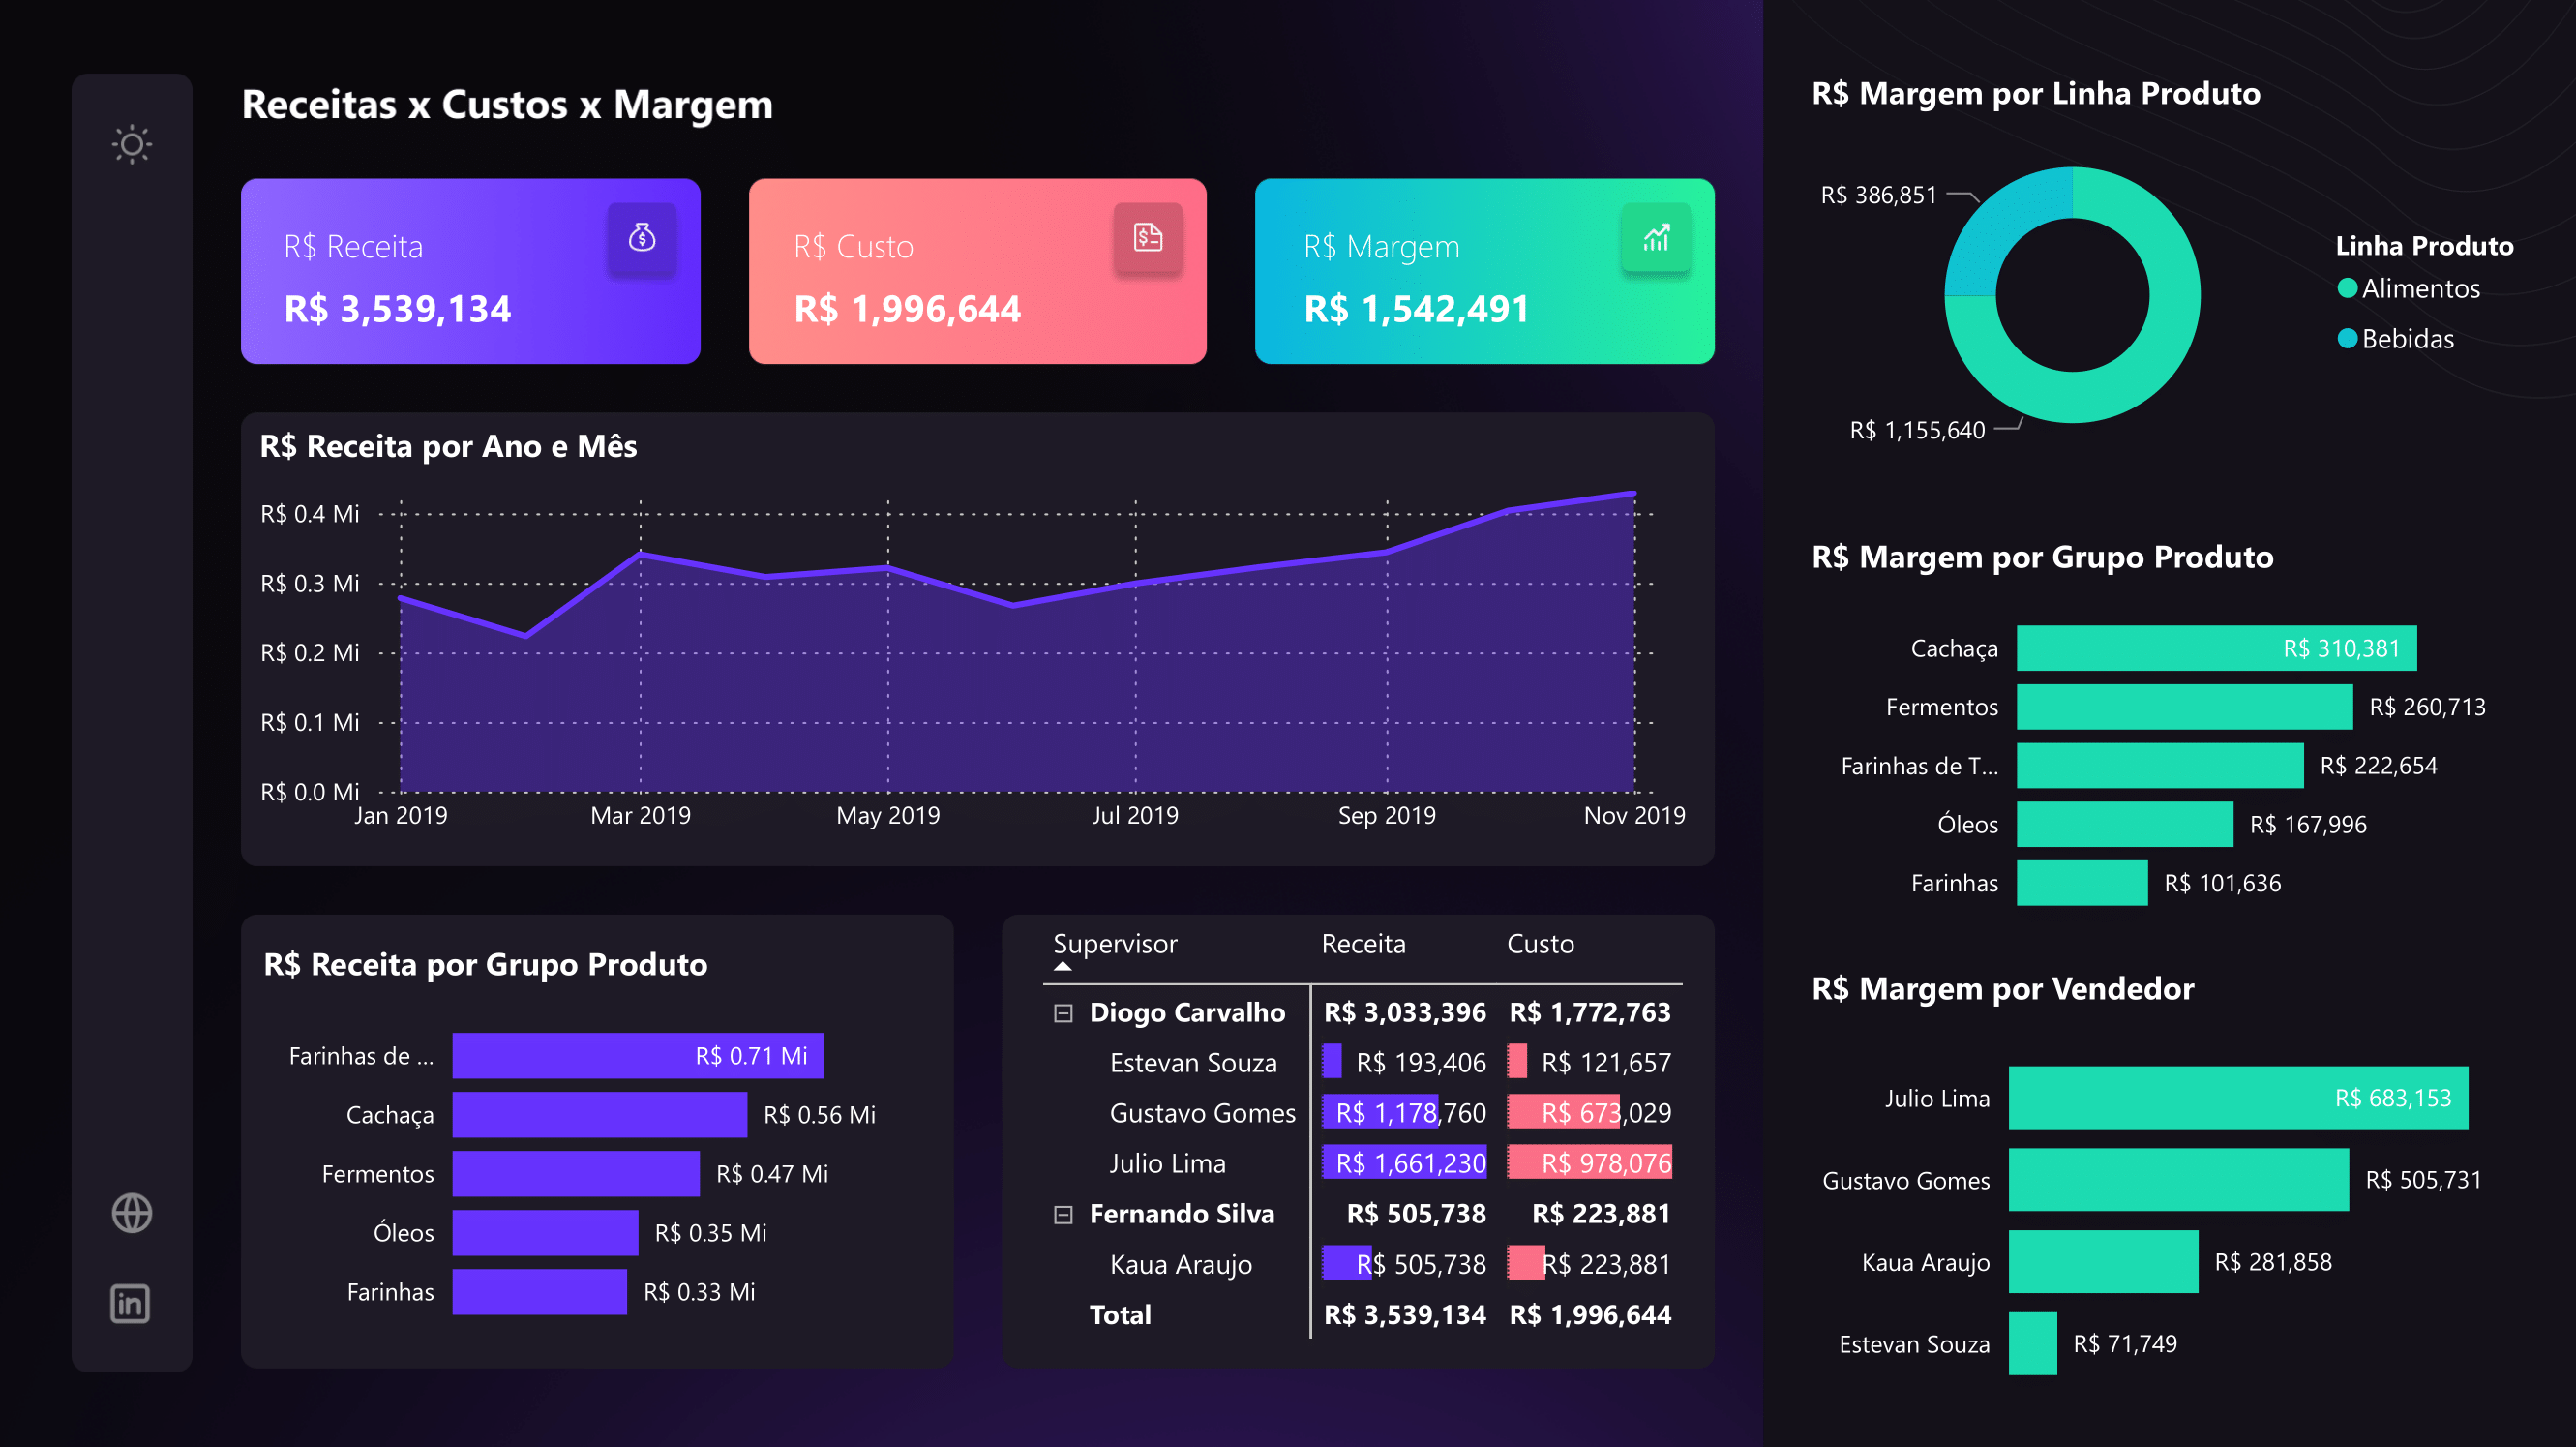 Receitas x Custos x Margem
R$ Receita
R$ 3,539,134
R$ Custo
R$ 1,996,644
R$ Margem
R$ 1,542,491
R$ Receita por Ano e Mês
R$ 0.4 Mi
R$ 0.3 Mi
R$ 0.2 Mi
R$ 0.1 Mi
R$ 0.0 Mi
Jan 2019 Mar 2019 May 2019 Jul 2019 Sep 2019 Nov 2019
R$ Receita por Grupo Produto
Farinhas de ... R$ 0.71 Mi
Cachaça R$ 0.56 Mi
Fermentos R$ 0.47 Mi
Óleos R$ 0.35 Mi
Farinhas R$ 0.33 Mi
Supervisor Receita Custo
Diogo Carvalho R$ 3,033,396 R$ 1,772,763
Estevan Souza R$ 193,406 R$ 121,657
Gustavo Gomes R$ 1,178,760 R$ 673,029
Julio Lima R$ 1,661,230 R$ 978,076
Fernando Silva R$ 505,738 R$ 223,881
Kaua Araujo R$ 505,738 R$ 223,881
Total R$ 3,539,134 R$ 1,996,644
R$ Margem por Linha Produto
R$ 386,851
R$ 1,155,640
Linha Produto
Alimentos
Bebidas
R$ Margem por Grupo Produto
Cachaça R$ 310,381
Fermentos R$ 260,713
Farinhas de T... R$ 222,654
Óleos R$ 167,996
Farinhas R$ 101,636
R$ Margem por Vendedor
Julio Lima R$ 683,153
Gustavo Gomes R$ 505,731
Kaua Araujo R$ 281,858
Estevan Souza R$ 71,749
in